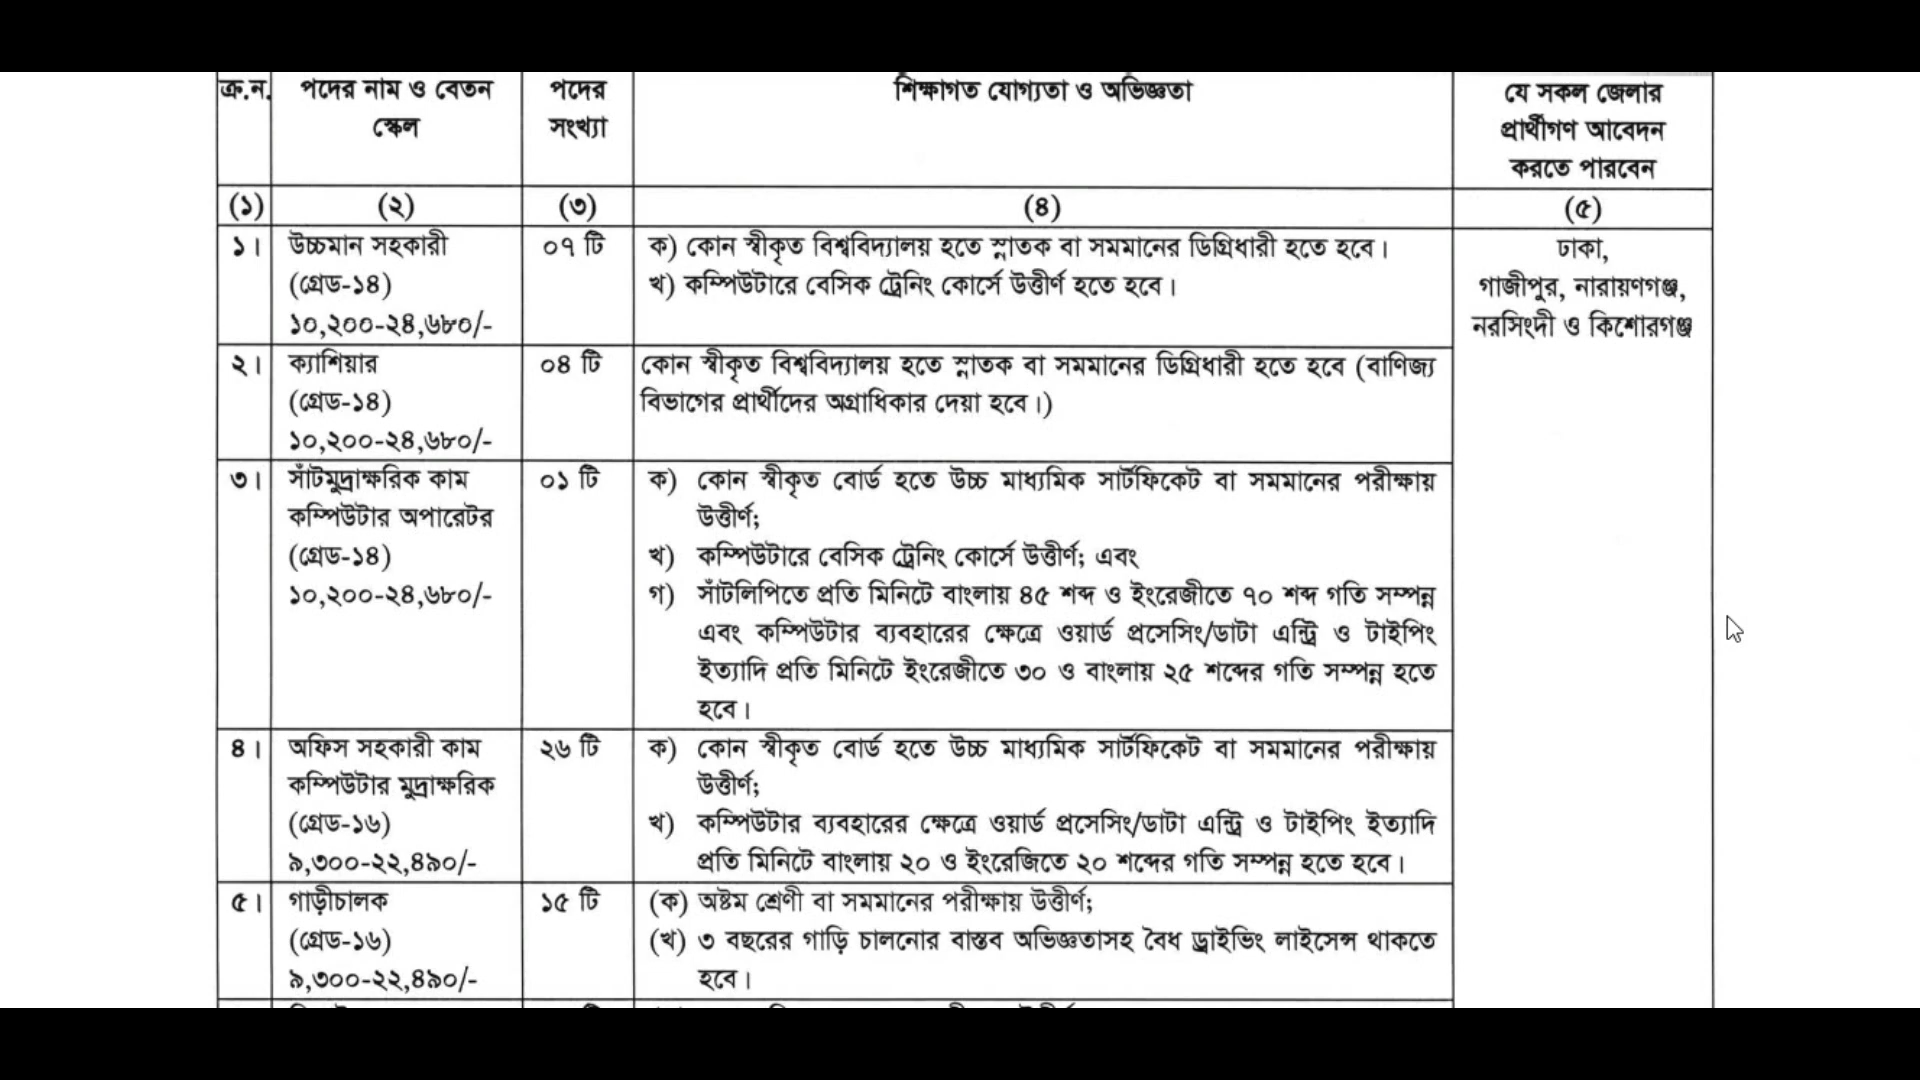 ক্র.ন. পদের নাম ও বেতন স্কেল পদের সংখ্যা শিক্ষাগত যোগ্যতা ও অভিজ্ঞতা যে সকল জেলার প্রার্থীগণ আবেদন করতে পারবেন
(১) (২) (৩) (৪) (৫)
১। উচ্চমান সহকারী ০৭ টি ক) কোন স্বীকৃত বিশ্ববিদ্যালয় হতে স্নাতক বা সমমানের ডিগ্রিধারী হতে হবে। ঢাকা,
(গ্রেড-১৪) খ) কম্পিউটারে বেসিক ট্রেনিং কোর্সে উত্তীর্ণ হতে হবে। গাজীপুর, নারায়ণগঞ্জ,
১০,২০০-২৪,৬৮০/- নরসিংদী ও কিশোরগঞ্জ
২। ক্যাশিয়ার ০৪ টি কোন স্বীকৃত বিশ্ববিদ্যালয় হতে স্নাতক বা সমমানের ডিগ্রিধারী হতে হবে (বাণিজ্য
(গ্রেড-১৪) বিভাগের প্রার্থীদের অগ্রাধিকার দেয়া হবে।)
১০,২০০-২৪,৬৮০/-
৩। সাঁটমুদ্রাক্ষরিক কাম ০১ টি ক) কোন স্বীকৃত বোর্ড হতে উচ্চ মাধ্যমিক সার্টিফিকেট বা সমমানের পরীক্ষায়
কম্পিউটার অপারেটর উত্তীর্ণ;
(গ্রেড-১৪) খ) কম্পিউটারে বেসিক ট্রেনিং কোর্সে উত্তীর্ণ; এবং
১০,২০০-২৪,৬৮০/- গ) সাঁটলিপিতে প্রতি মিনিটে বাংলায় ৪৫ শব্দ ও ইংরেজীতে ৭০ শব্দ গতি সম্পন্ন
এবং কম্পিউটার ব্যবহারের ক্ষেত্রে ওয়ার্ড প্রসেসিং/ডাটা এন্ট্রি ও টাইপিং
ইত্যাদি প্রতি মিনিটে ইংরেজীতে ৩০ ও বাংলায় ২৫ শব্দের গতি সম্পন্ন হতে
হবে।
৪। অফিস সহকারী কাম ২৬ টি ক) কোন স্বীকৃত বোর্ড হতে উচ্চ মাধ্যমিক সার্টিফিকেট বা সমমানের পরীক্ষায়
কম্পিউটার মুদ্রাক্ষরিক উত্তীর্ণ;
(গ্রেড-১৬) খ) কম্পিউটার ব্যবহারের ক্ষেত্রে ওয়ার্ড প্রসেসিং/ডাটা এন্ট্রি ও টাইপিং ইত্যাদি
৯,৩০০-২২,৪৯০/- প্রতি মিনিটে বাংলায় ২০ ও ইংরেজিতে ২০ শব্দের গতি সম্পন্ন হতে হবে।
৫। গাড়ীচালক ১৫ টি (ক) অষ্টম শ্রেণী বা সমমানের পরীক্ষায় উত্তীর্ণ;
(গ্রেড-১৬) (খ) ৩ বছরের গাড়ি চালনোর বাস্তব অভিজ্ঞতাসহ বৈধ ড্রাইভিং লাইসেন্স থাকতে
৯,৩০০-২২,৪৯০/- হবে।